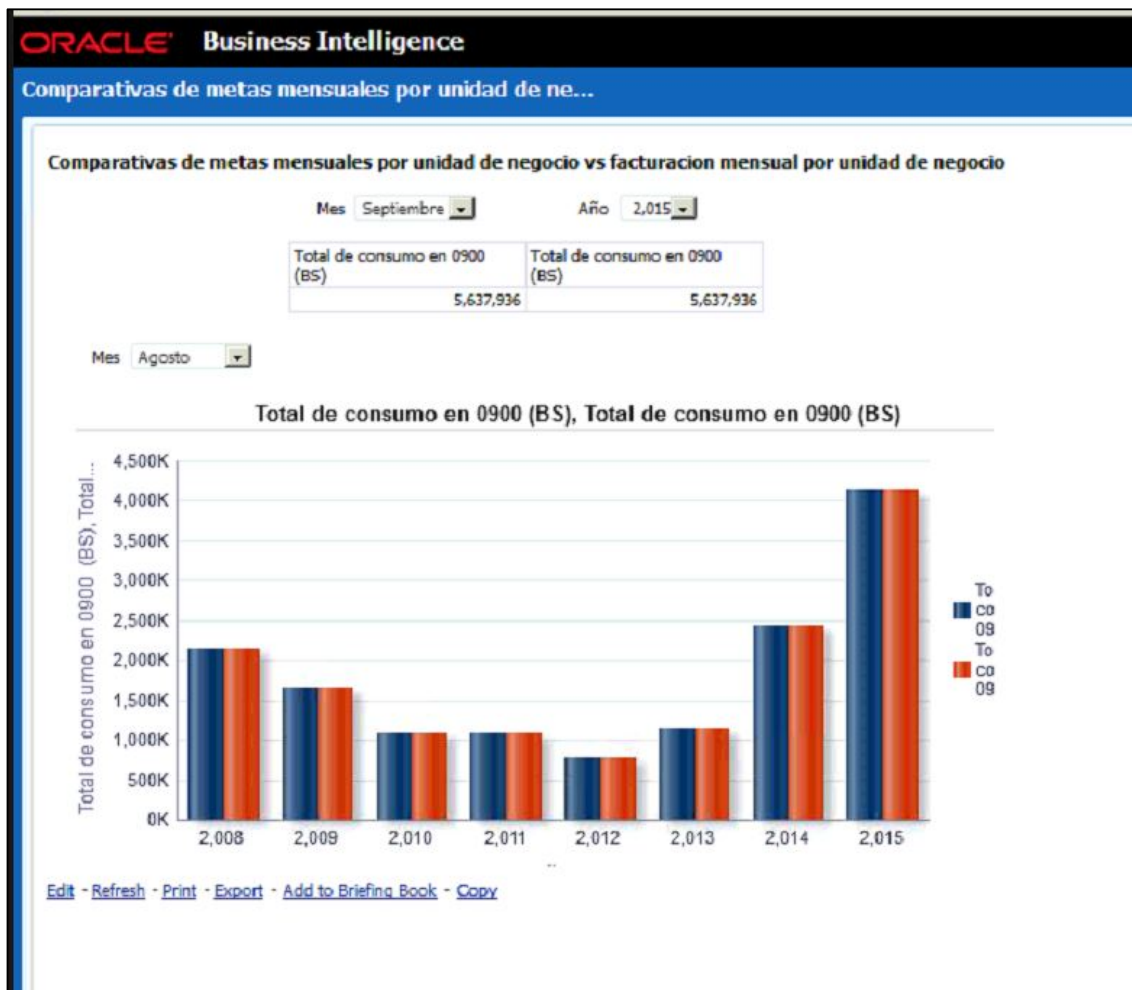 ORACLE Business Intelligence
Comparativas de metas mensuales por unidad de ne...
Comparativas de metas mensuales por unidad de negocio vs facturacion mensual por unidad de negocio
Mes Septiembre Año 2,015
Total de consumo en 0900 Total de consumo en 0900
(BS) (BS)
5,637,936 5,637,936
Mes Agosto
Total de consumo en 0900 (BS), Total de consumo en 0900 (BS)
Total de consumo en 0900 (BS), Total...
4,500K
4,000K
3,500K
3,000K
2,500K
2,000K
1,500K
1,000K
500K
0K
2,008 2,009 2,010 2,011 2,012 2,013 2,014 2,015
To
co
09
To
co
09
Edit - Refresh - Print - Export - Add to Briefing Book - Copy